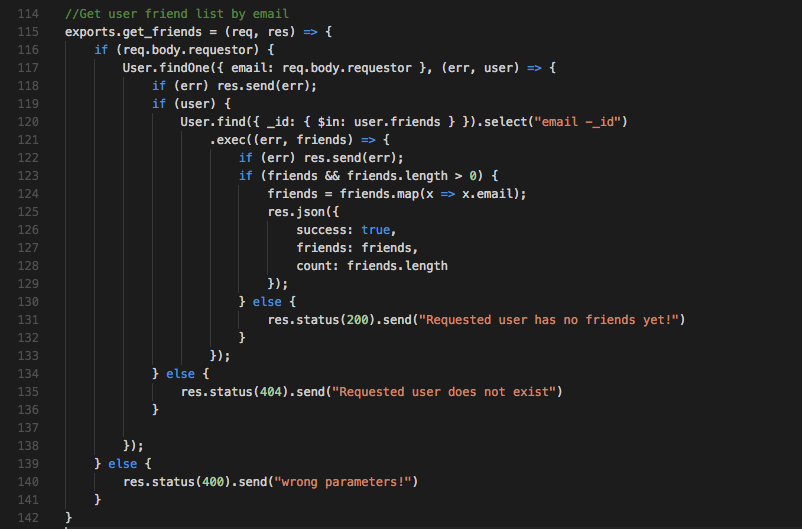 114 //Get user friend list by email
115 exports.get_friends = (req, res) => {
116     if (req.body.requestor) {
117         User.findOne({ email: req.body.requestor }, (err, user) => {
118             if (err) res.send(err);
119             if (user) {
120                 User.find({ _id: { $in: user.friends } }).select("email -_id")
121                     .exec((err, friends) => {
122                         if (err) res.send(err);
123                         if (friends && friends.length > 0) {
124                             friends = friends.map(x => x.email);
125                             res.json({
126                                 success: true,
127                                 friends: friends,
128                                 count: friends.length
129                             });
130                         } else {
131                             res.status(200).send("Requested user has no friends yet!")
132                         }
133                     });
134             } else {
135                 res.status(404).send("Requested user does not exist")
136             }
137
138         });
139     } else {
140         res.status(400).send("wrong parameters!")
141     }
142 }